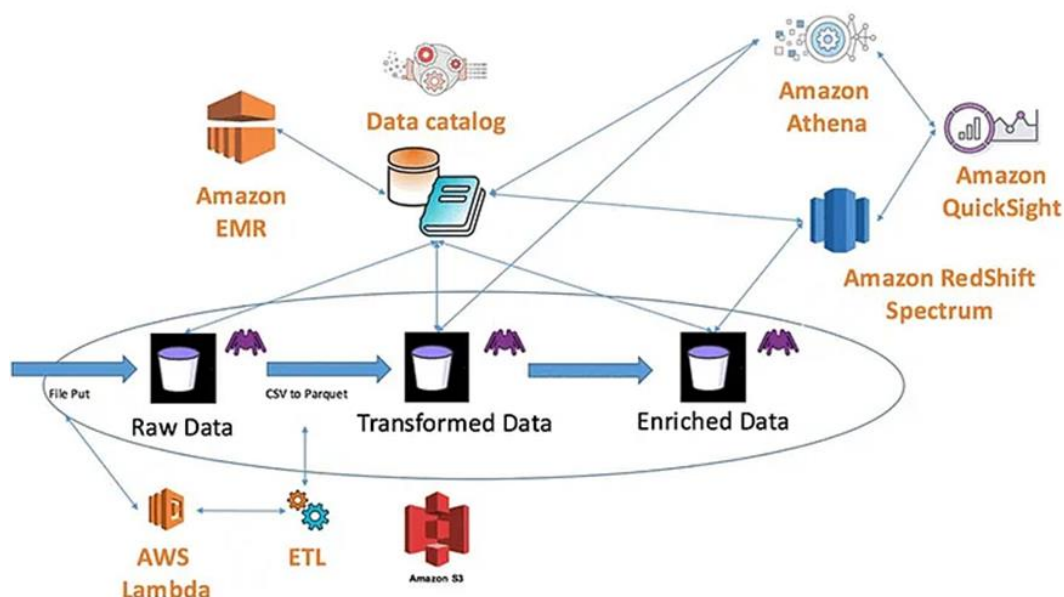 Data catalog
Amazon
EMR
Amazon
Athena
Amazon
QuickSight
Amazon RedShift
Spectrum
File Put
Raw Data
CSV to Parquet
Transformed Data
Enriched Data
AWS
Lambda
ETL
Amazon S3